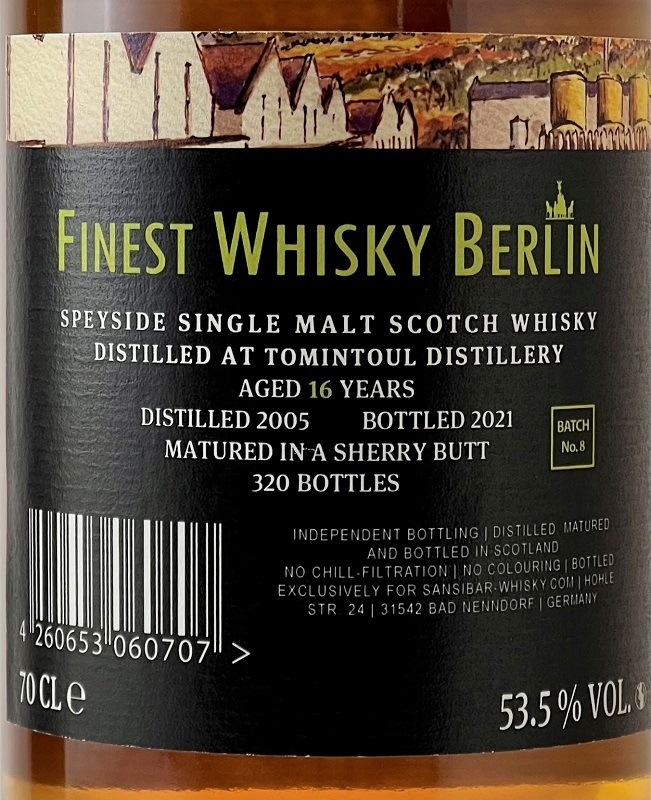 FINEST WHISKY BERLIN
SPEYSIDE SINGLE MALT SCOTCH WHISKY
DISTILLED AT TOMINTOUL DISTILLERY
AGED 16 YEARS
DISTILLED 2005 BOTTLED 2021
MATURED IN A SHERRY BUTT
320 BOTTLES
BATCH
No. 8
INDEPENDENT BOTTLING | DISTILLED, MATURED
AND BOTTLED IN SCOTLAND
NO CHILL-FILTRATION | NO COLOURING | BOTTLED
EXCLUSIVELY FOR SANSIBAR-WHISKY.COM | HOHLE
STR. 24 | 31542 BAD NENNDORF | GERMANY
4 260653 060707 >
70 CL e
53.5 % VOL.